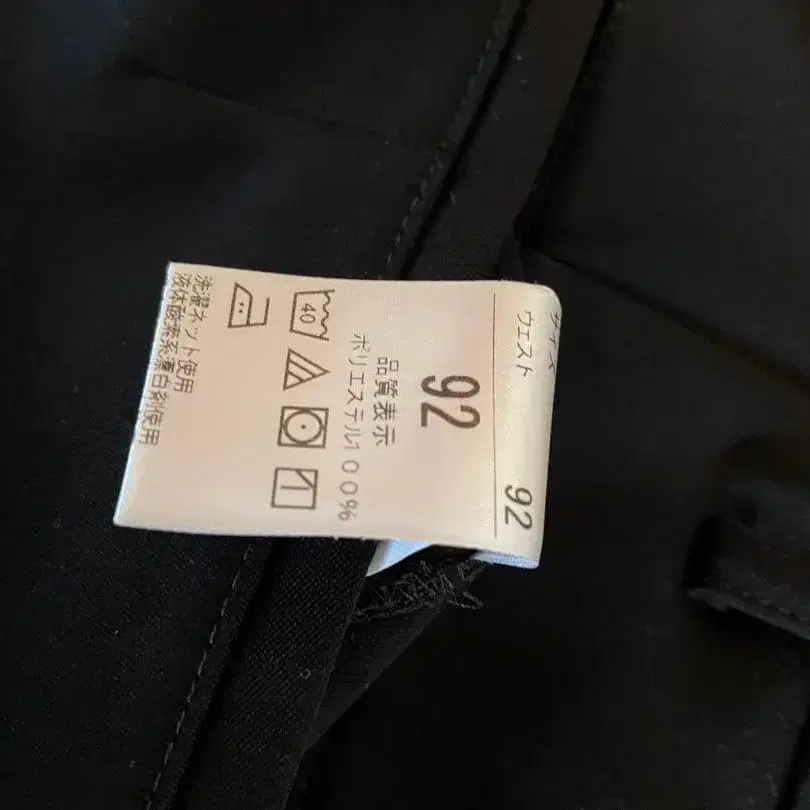 サイズ
ウェスト 92
92
品質表示
ポリエステル100%
40
洗濯ネット使用
液体酸素系漂白剤使用